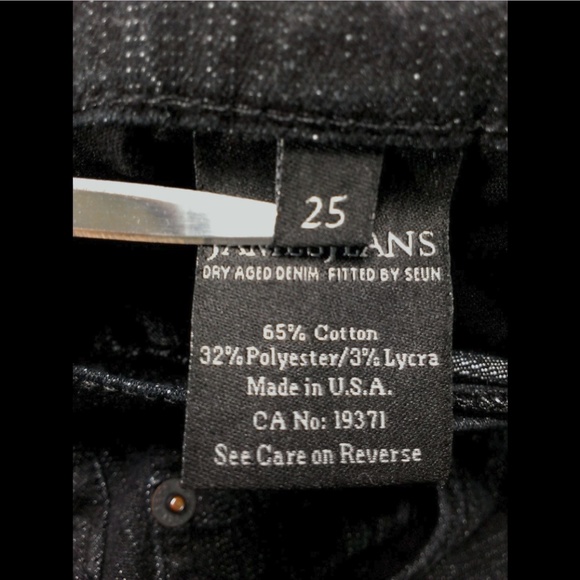 25
JAMES JEANS
DRY AGED DENIM FITTED BY SEUN
65% Cotton
32% Polyester/3% Lycra
Made in U.S.A.
CA No: 19371
See Care on Reverse